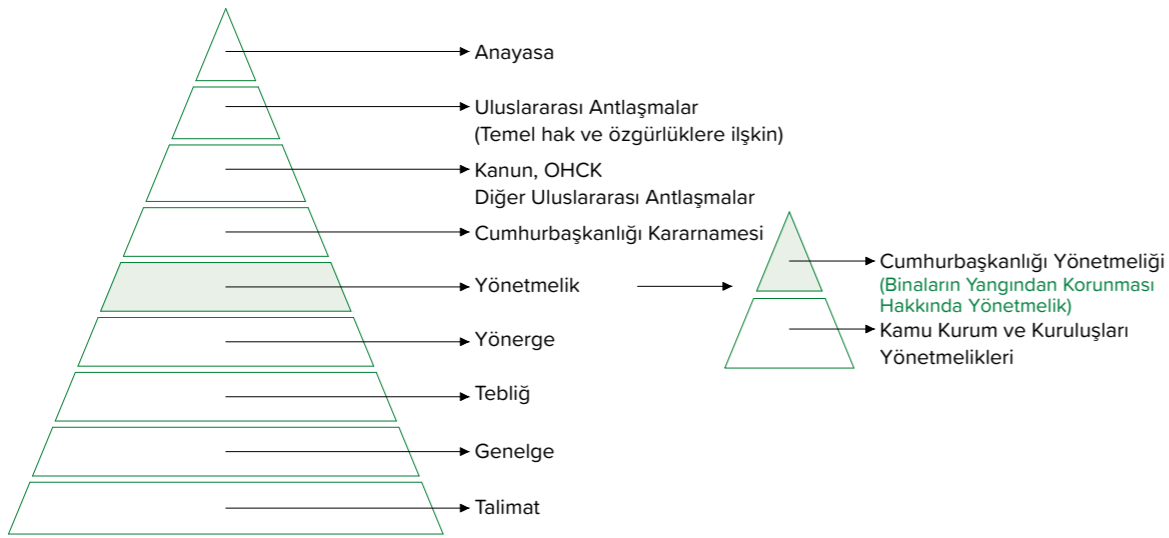 Anayasa
Uluslararası Antlaşmalar
(Temel hak ve özgürlüklere ilşkin)
Kanun, OHCK
Diğer Uluslararası Antlaşmalar
Cumhurbaşkanlığı Kararnamesi
Yönetmelik
Yönerge
Tebliğ
Genelge
Talimat
Cumhurbaşkanlığı Yönetmeliği
(Binaların Yangından Korunması
Hakkında Yönetmelik)
Kamu Kurum ve Kuruluşları
Yönetmelikleri